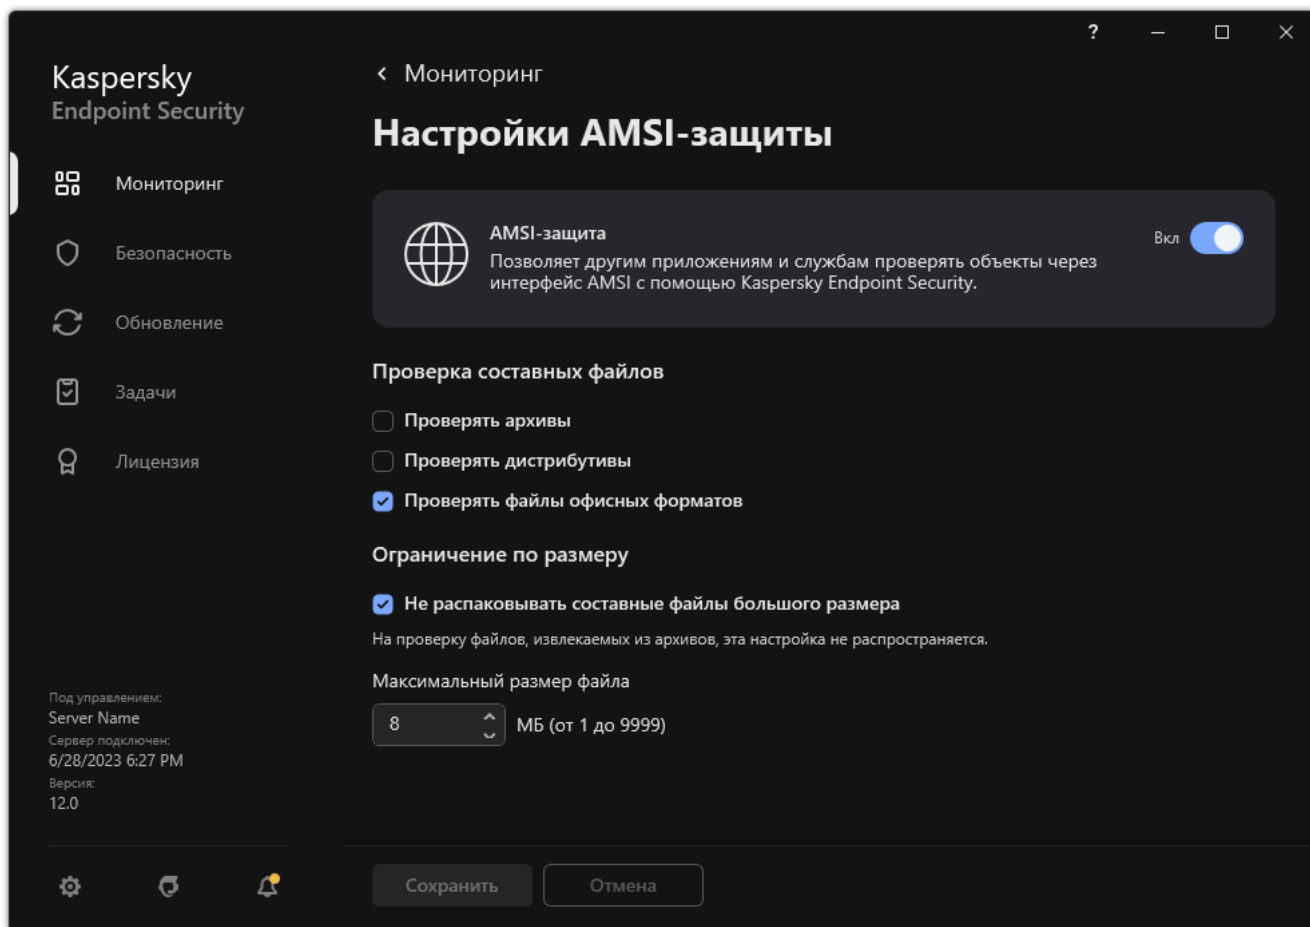 ?
Kaspersky
Endpoint Security
Мониторинг
Безопасность
Обновление
Задачи
Лицензия
Под управлением:
Server Name
Сервер подключен:
6/28/2023 6:27 PM
Версия:
12.0
Мониторинг
Настройки AMSI-защиты
AMSI-защита
Позволяет другим приложениям и службам проверять объекты через
интерфейс AMSI с помощью Kaspersky Endpoint Security.
Вкл
Проверка составных файлов
Проверять архивы
Проверять дистрибутивы
Проверять файлы офисных форматов
Ограничение по размеру
Не распаковывать составные файлы большого размера
На проверку файлов, извлекаемых из архивов, эта настройка не распространяется.
Максимальный размер файла
8 МБ (от 1 до 9999)
Сохранить
Отмена